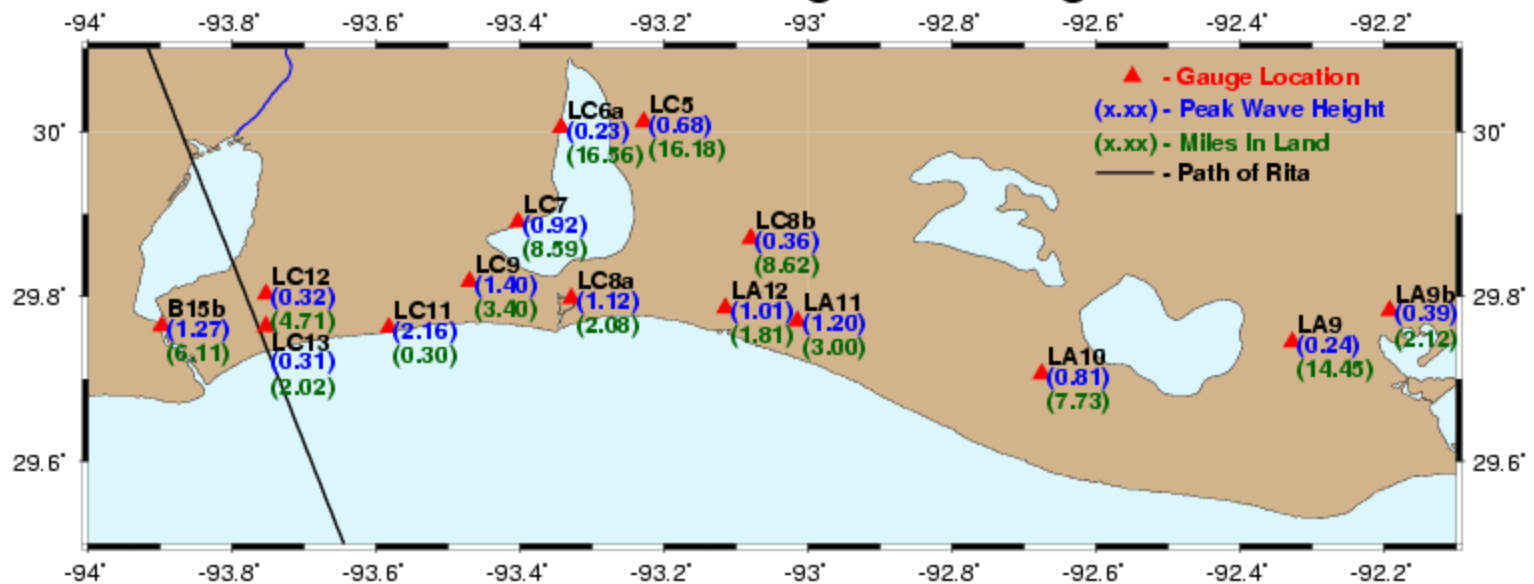 -94˚ -93.8˚ -93.6˚ -93.4˚ -93.2˚ -93˚ -92.8˚ -92.6˚ -92.4˚ -92.2˚
- Gauge Location
(x.xx) - Peak Wave Height
(x.xx) - Miles In Land
- Path of Rita
30˚
30˚
LC6a
(0.23)
(16.56)
LC5
(0.68)
(16.18)
LC7
(0.92)
(8.59)
LC8b
(0.36)
(8.62)
29.8˚
29.8˚
B15b
(1.27)
(6.11)
LC12
(0.32)
(4.71)
LC13
(0.31)
(2.02)
LC11
(2.16)
(0.30)
LC9
(1.40)
(3.40)
LC8a
(1.12)
(2.08)
LA12
(1.01)
(1.81)
LA11
(1.20)
(3.00)
LA10
(0.81)
(7.73)
LA9
(0.24)
(14.45)
LA9b
(0.39)
(2.12)
29.6˚
29.6˚
-94˚ -93.8˚ -93.6˚ -93.4˚ -93.2˚ -93˚ -92.8˚ -92.6˚ -92.4˚ -92.2˚